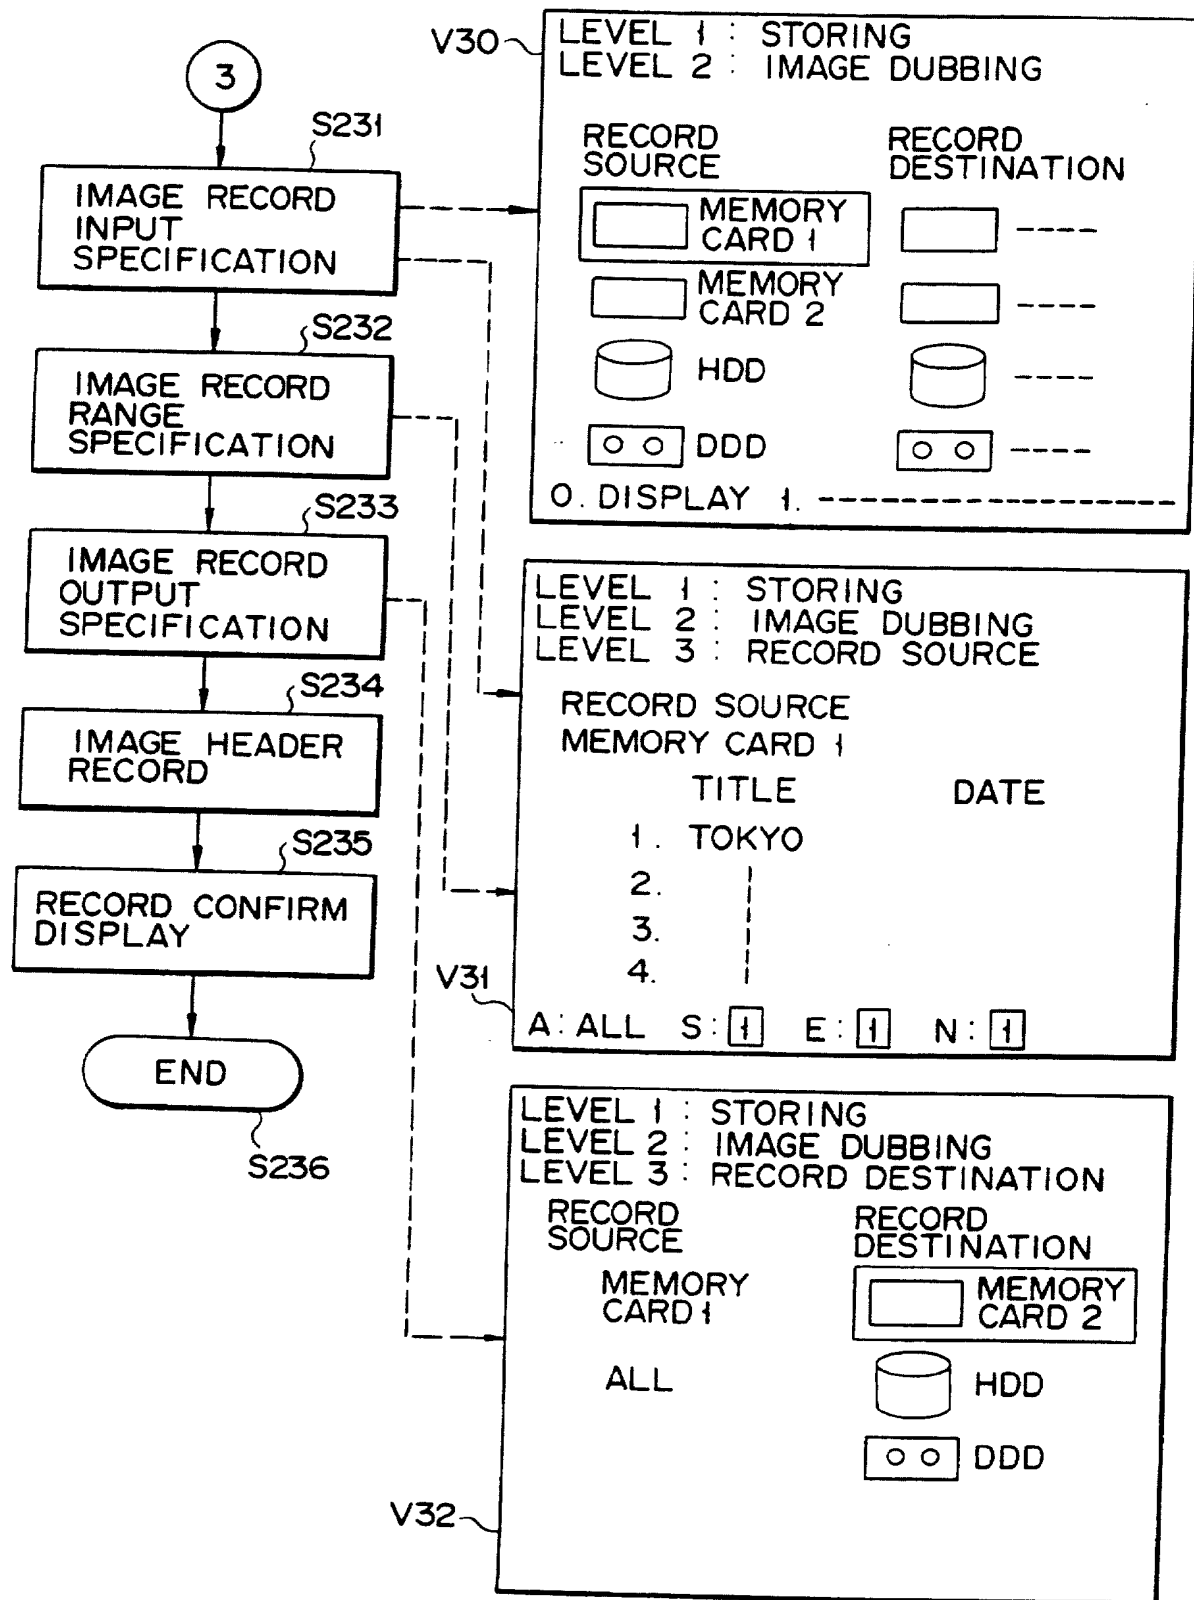 3
S231
IMAGE RECORD
INPUT
SPECIFICATION
S232
IMAGE RECORD
RANGE
SPECIFICATION
S233
IMAGE RECORD
OUTPUT
SPECIFICATION
S234
IMAGE HEADER
RECORD
S235
RECORD CONFIRM
DISPLAY
END
S236
V30
LEVEL 1 : STORING
LEVEL 2 : IMAGE DUBBING
RECORD
SOURCE
RECORD
DESTINATION
MEMORY
CARD 1
----
MEMORY
CARD 2
----
HDD
----
DDD
----
0. DISPLAY 1. --------------------
V31
LEVEL 1 : STORING
LEVEL 2 : IMAGE DUBBING
LEVEL 3 : RECORD SOURCE
RECORD SOURCE
MEMORY CARD 1
TITLE DATE
1. TOKYO
2.
3.
4.
A : ALL S : 1 E : 1 N : 1
V32
LEVEL 1 : STORING
LEVEL 2 : IMAGE DUBBING
LEVEL 3 : RECORD DESTINATION
RECORD
SOURCE
RECORD
DESTINATION
MEMORY
CARD 1
MEMORY
CARD 2
ALL
HDD
DDD